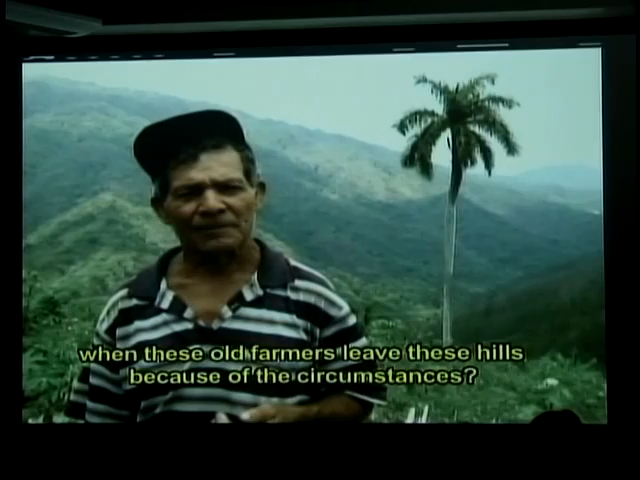 when these old farmers leave these hills
because of the circumstances?